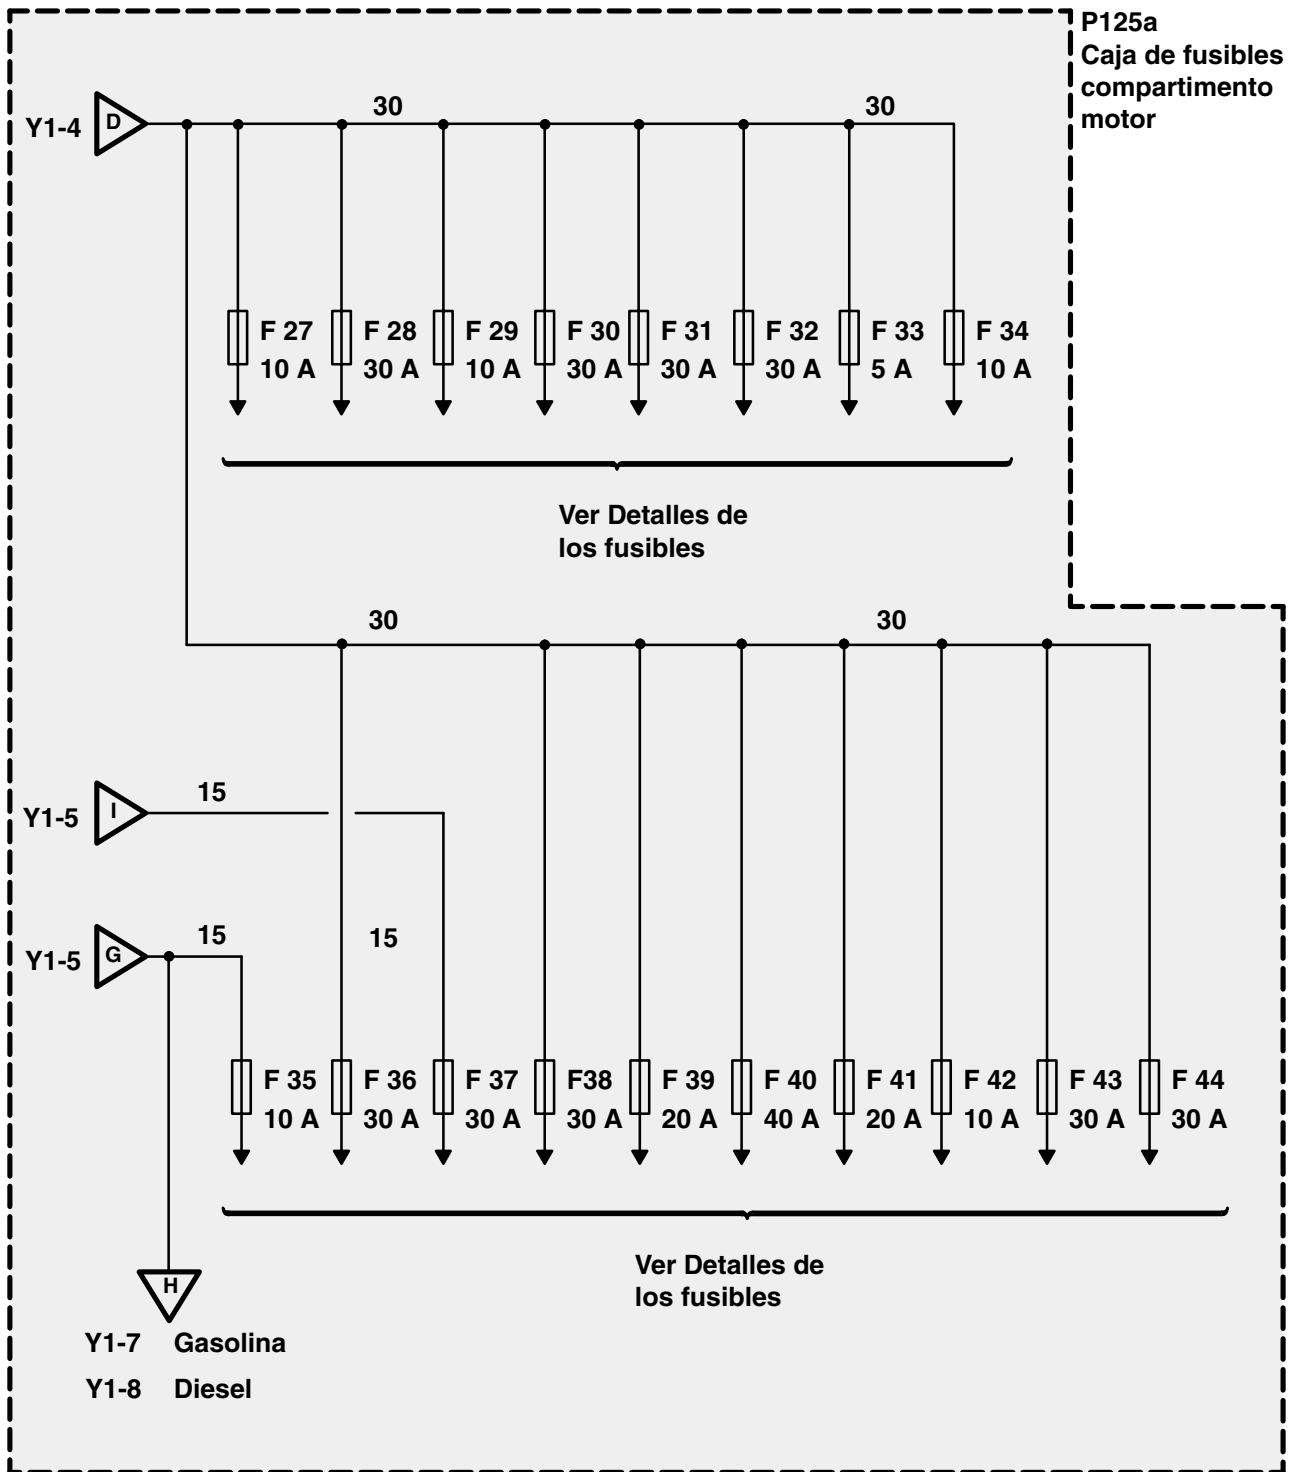 P125a
Caja de fusibles
compartimento
motor
30 30
Y1-4 D
F 27 F 28 F 29 F 30 F 31 F 32 F 33 F 34
10 A 30 A 10 A 30 A 30 A 30 A 5 A 10 A
Ver Detalles de
los fusibles
30 30
15
Y1-5 I
15 15
Y1-5 G
F 35 F 36 F 37 F38 F 39 F 40 F 41 F 42 F 43 F 44
10 A 30 A 30 A 30 A 20 A 40 A 20 A 10 A 30 A 30 A
Ver Detalles de
los fusibles
H
Y1-7 Gasolina
Y1-8 Diesel